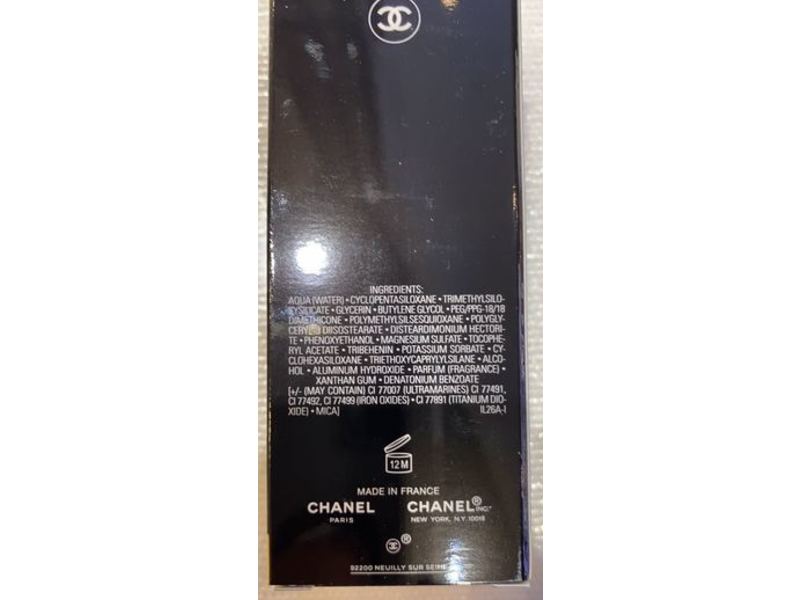 INGREDIENTS:
AQUA (WATER) • CYCLOPENTASILOXANE • TRIMETHYLSILO-
XYSILICATE • GLYCERIN • BUTYLENE GLYCOL • PEG/PPG-18/18
DIMETHICONE • POLYMETHYLSILSESQUIOXANE • POLYGLY-
CERYL DIISOSTEARATE • DISTEARDIMONIUM HECTORI-
TE • PHENOXYETHANOL • MAGNESIUM SULFATE • TOCOPHE-
RYL ACETATE • TRIBEHENIN • POTASSIUM SORBATE • CY-
CLOHEXASILOXANE • TRIETHOXYCAPRYLYLSILANE • ALCO-
HOL • ALUMINUM HYDROXIDE • PARFUM (FRAGRANCE) •
XANTHAN GUM • DENATONIUM BENZOATE
[+/- (MAY CONTAIN) CI 77007 (ULTRAMARINES) CI 77491,
CI 77492, CI 77499 (IRON OXIDES) • CI 77891 (TITANIUM DIO-
XIDE) • MICA] IL26A-I
12 M
MADE IN FRANCE
CHANEL CHANEL® INC.
PARIS NEW YORK, N.Y. 10019
®
92200 NEUILLY SUR SEINE